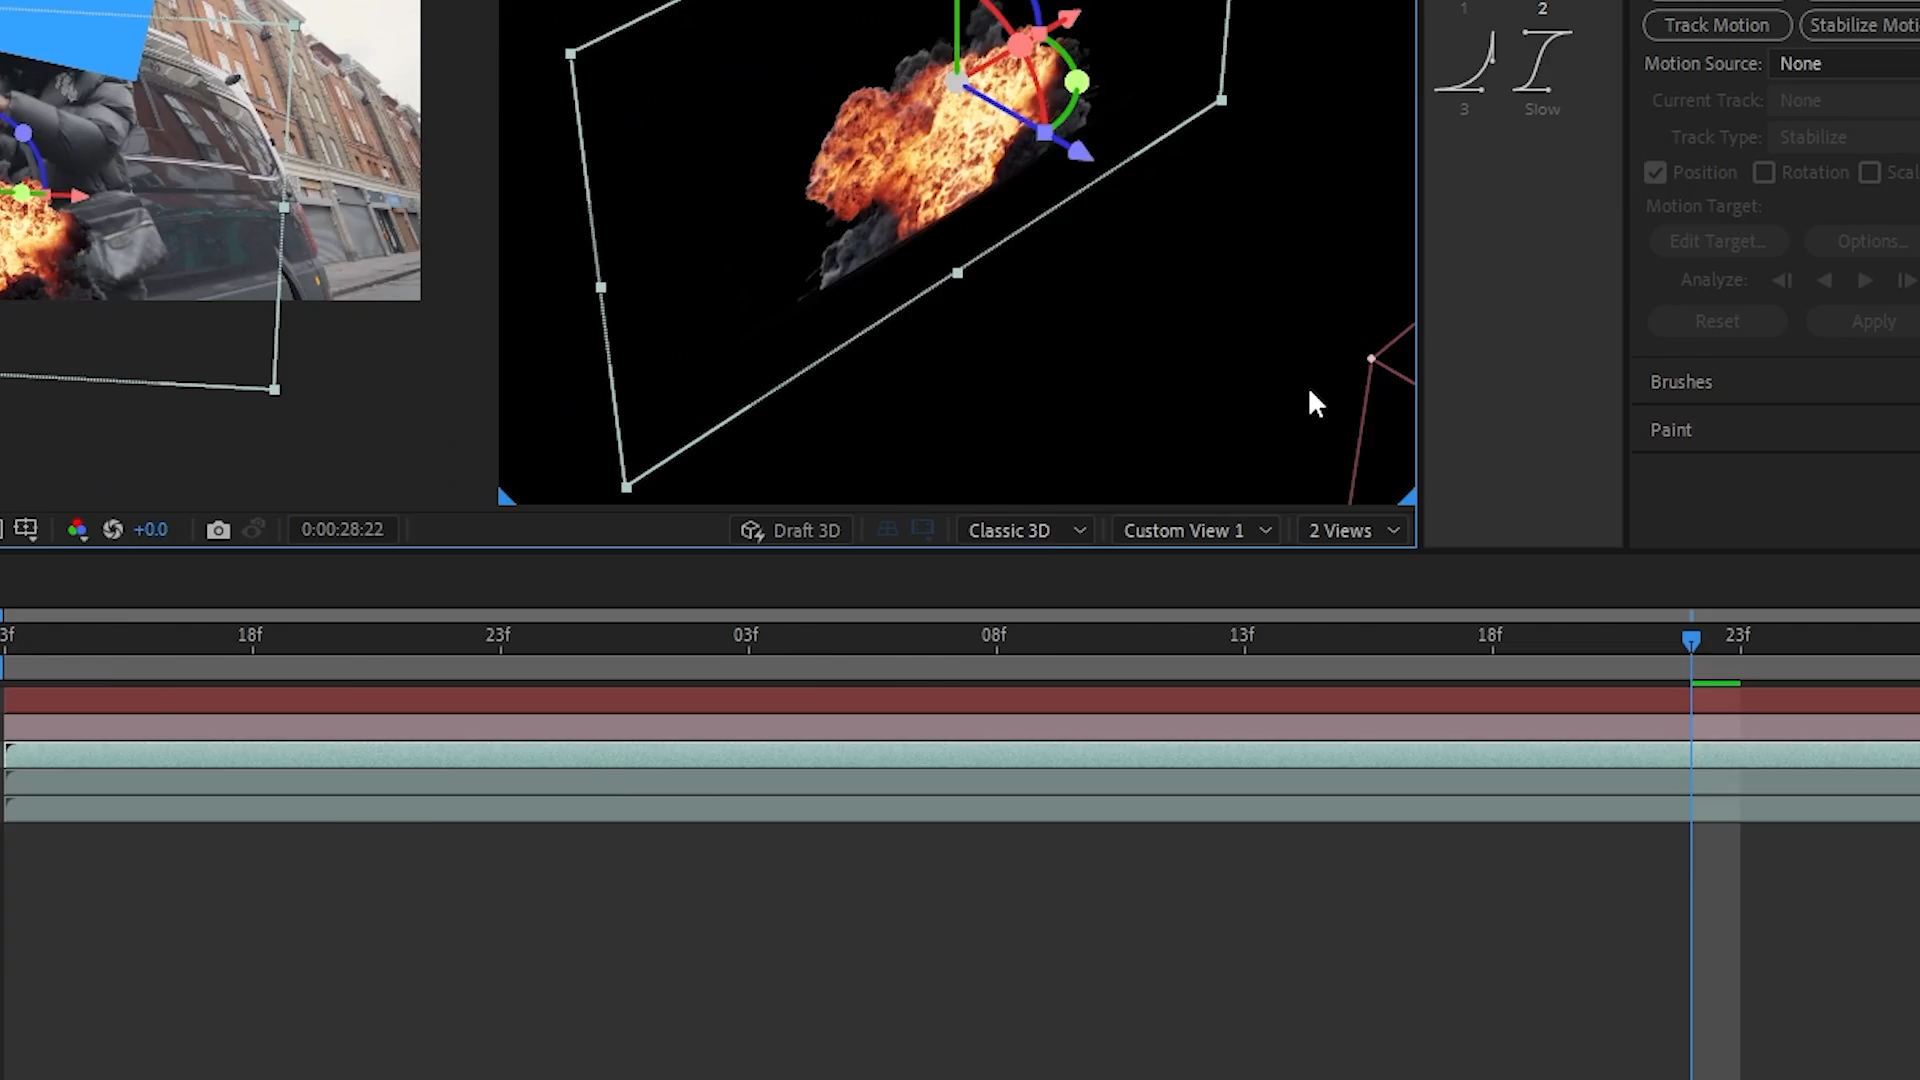 1 2
3 Slow
Track Motion Stabilize Moti
Motion Source: None
Current Track: None
Track Type: Stabilize
Position Rotation Scal
Motion Target:
Edit Target... Options...
Analyze:
Reset Apply
Brushes
Paint
+0.0 0:00:28:22 Draft 3D Classic 3D Custom View 1 2 Views
3f 18f 23f 03f 08f 13f 18f 23f